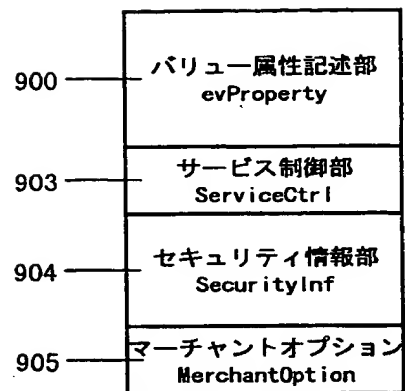 900
バリュー属性記述部
evProperty
903
サービス制御部
ServiceCtrl
904
セキュリティ情報部
SecurityInf
905
マーチャントオプション
MerchantOption